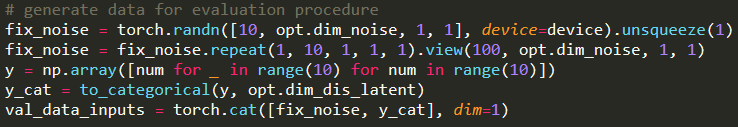 # generate data for evaluation procedure
fix_noise = torch.randn([10, opt.dim_noise, 1, 1], device=device).unsqueeze(1)
fix_noise = fix_noise.repeat(1, 10, 1, 1, 1).view(100, opt.dim_noise, 1, 1)
y = np.array([num for _ in range(10) for num in range(10)])
y_cat = to_categorical(y, opt.dim_dis_latent)
val_data_inputs = torch.cat([fix_noise, y_cat], dim=1)